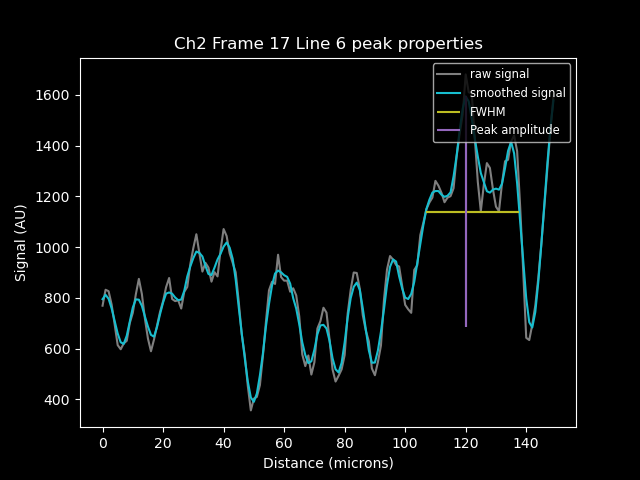 Ch2 Frame 17 Line 6 peak properties
raw signal
smoothed signal
FWHM
Peak amplitude
1600
1400
1200
1000
800
600
400
Signal (AU)
0 20 40 60 80 100 120 140
Distance (microns)